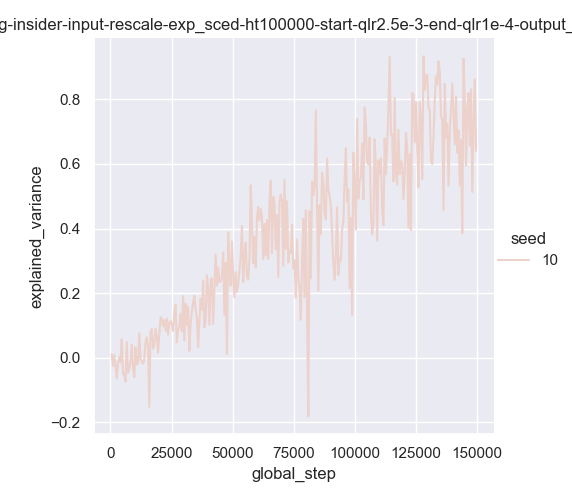 g-insider-input-rescale-exp_sced-ht100000-start-qlr2.5e-3-end-qlr1e-4-output_
explained_variance
0.8
0.6
0.4
0.2
0.0
−0.2
0 25000 50000 75000 100000 125000 150000
global_step
seed
10